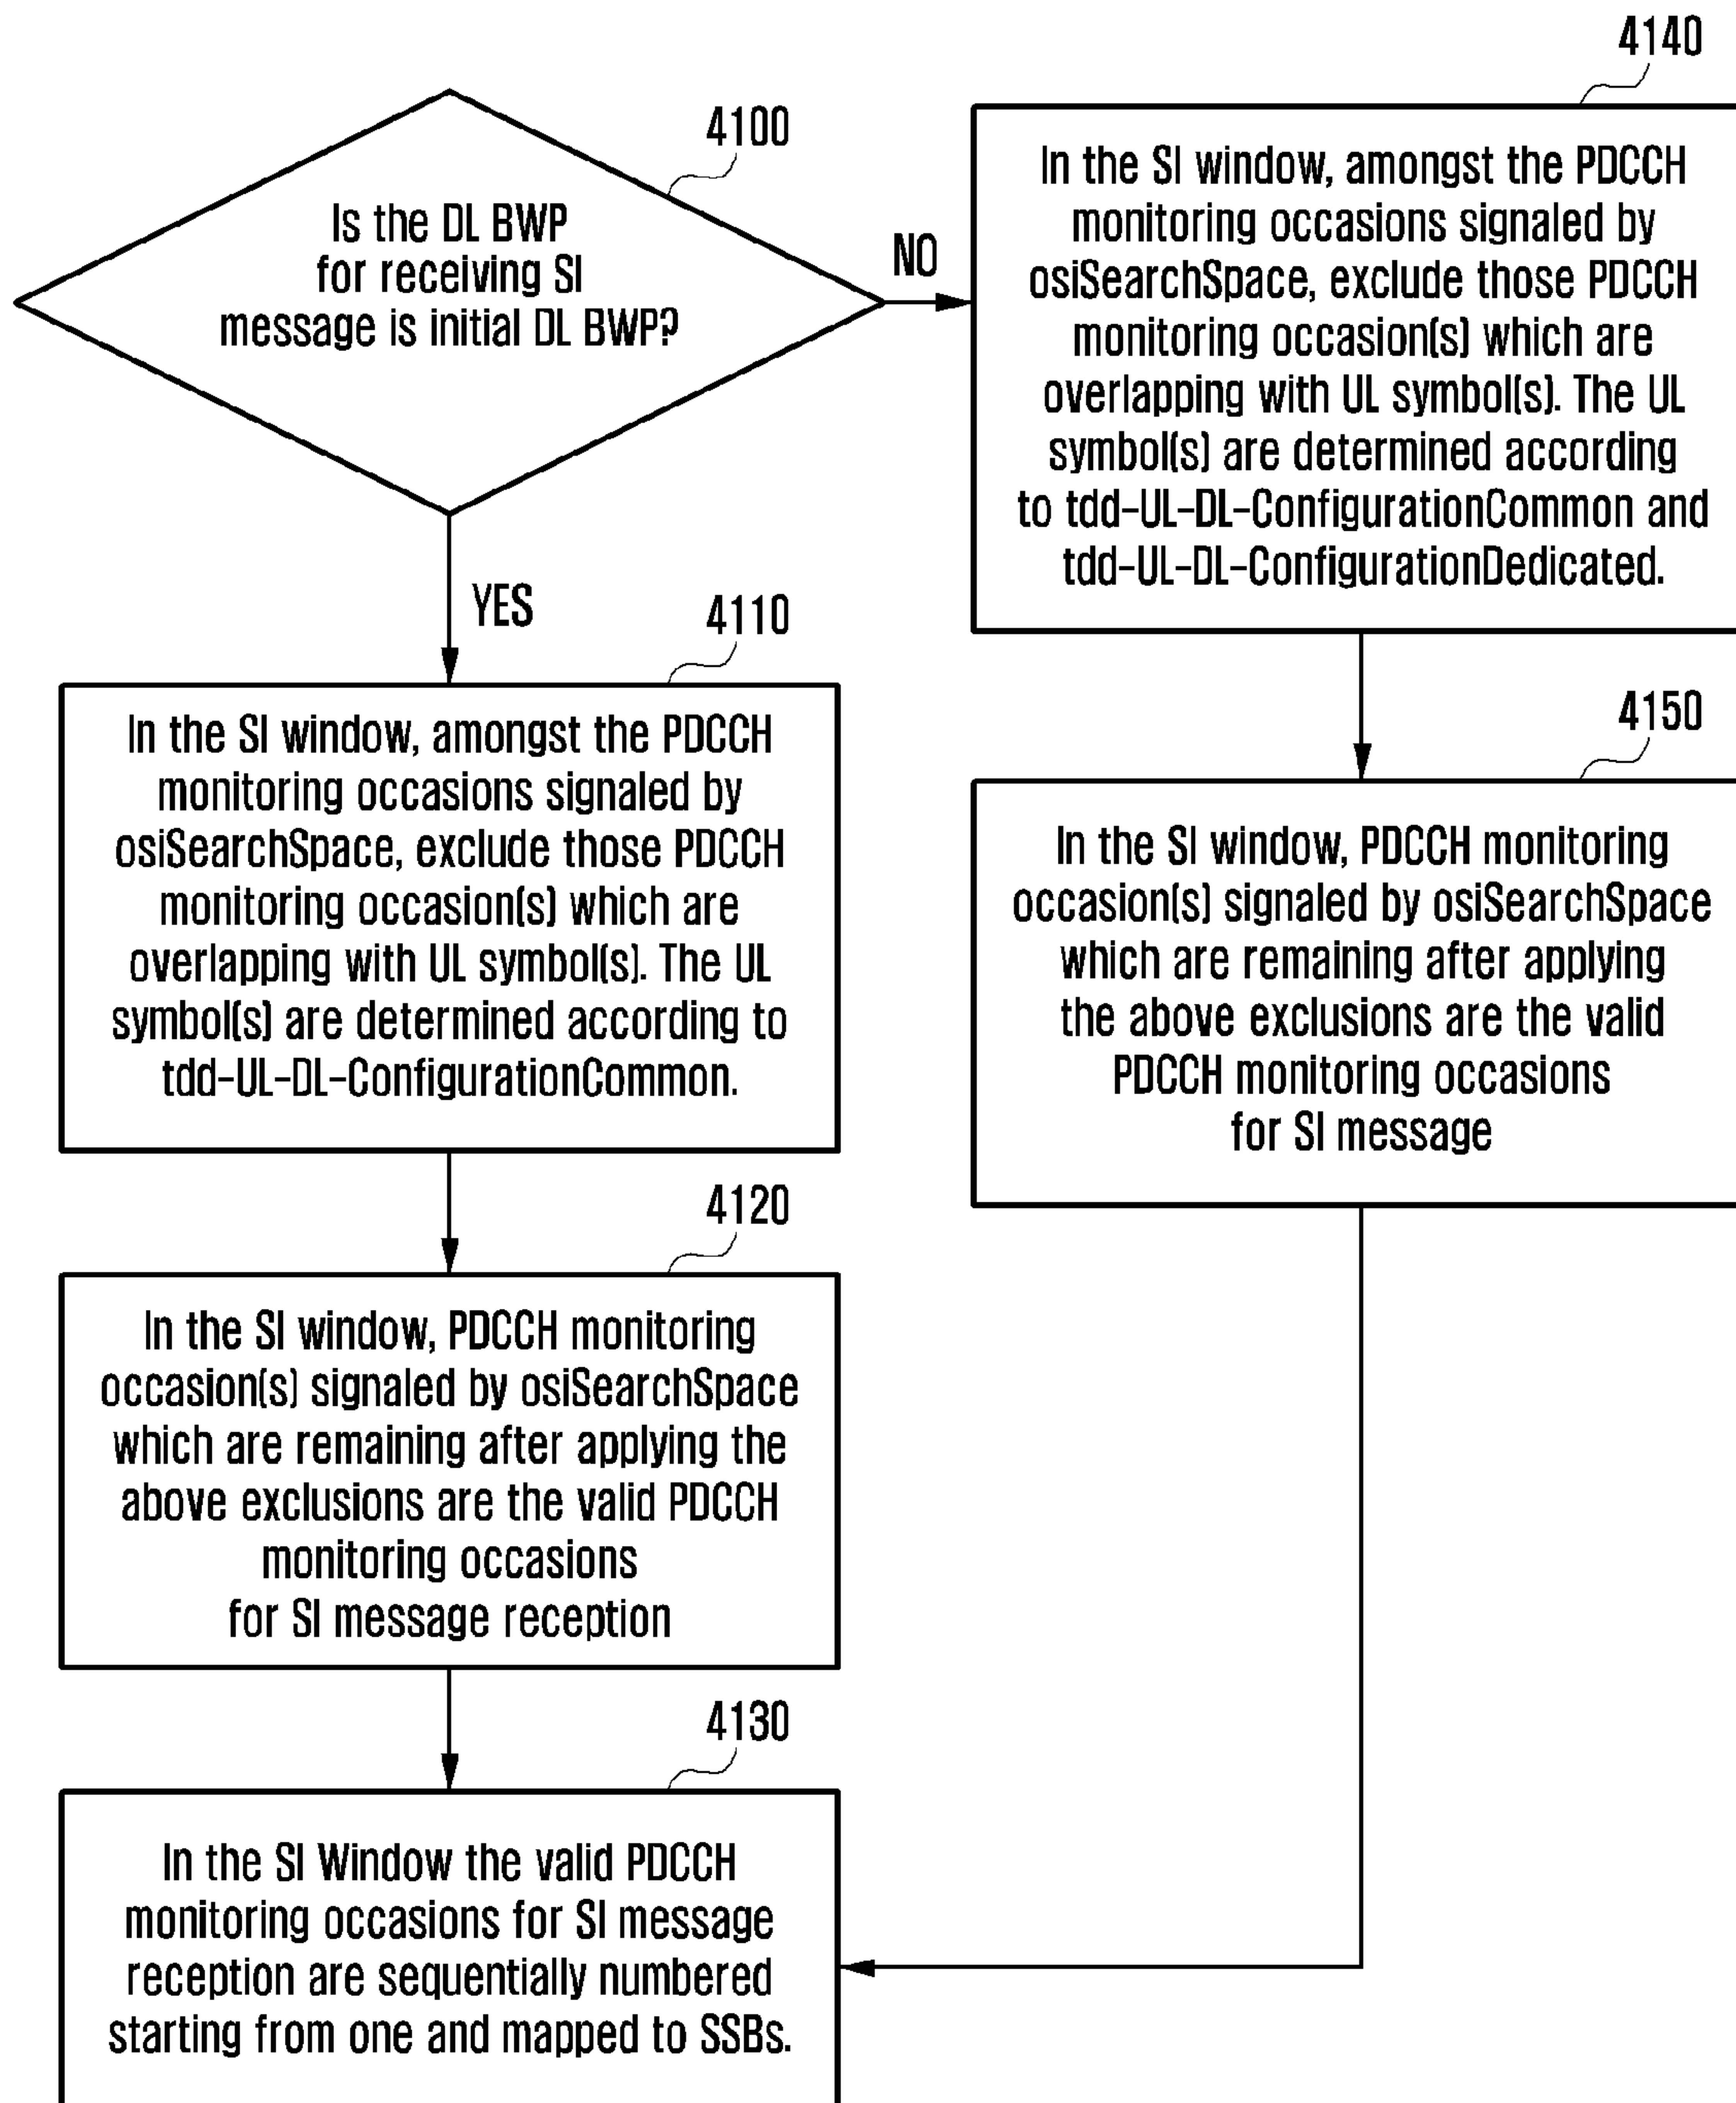 4100
Is the DL BWP
for receiving SI
message is initial DL BWP?
NO
YES
4110
In the SI window, amongst the PDCCH
monitoring occasions signaled by
osiSearchSpace, exclude those PDCCH
monitoring occasion(s) which are
overlapping with UL symbol(s). The UL
symbol(s) are determined according to
tdd-UL-DL-ConfigurationCommon.
4120
In the SI window, PDCCH monitoring
occasion(s) signaled by osiSearchSpace
which are remaining after applying the
above exclusions are the valid PDCCH
monitoring occasions
for SI message reception
4130
In the SI Window the valid PDCCH
monitoring occasions for SI message
reception are sequentially numbered
starting from one and mapped to SSBs.
4140
In the SI window, amongst the PDCCH
monitoring occasions signaled by
osiSearchSpace, exclude those PDCCH
monitoring occasion(s) which are
overlapping with UL symbol(s). The UL
symbol(s) are determined according
to tdd-UL-DL-ConfigurationCommon and
tdd-UL-DL-ConfigurationDedicated.
4150
In the SI window, PDCCH monitoring
occasion(s) signaled by osiSearchSpace
which are remaining after applying
the above exclusions are the valid
PDCCH monitoring occasions
for SI message